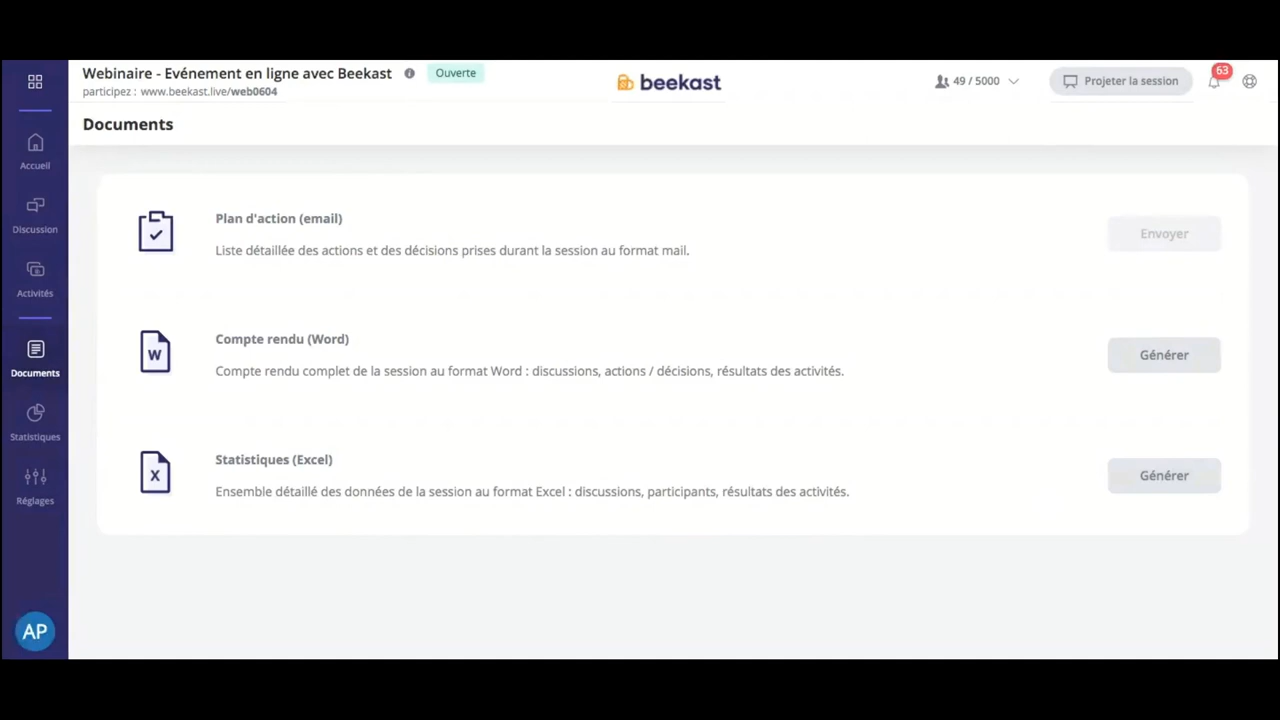 Webinaire - Evénement en ligne avec Beekast
Ouverte
participez : www.beekast.live/web0604
beekast
49 / 5000
Projeter la session
63
Documents
Accueil
Discussion
Activités
Documents
Statistiques
Réglages
AP
Plan d'action (email)
Liste détaillée des actions et des décisions prises durant la session au format mail.
Envoyer
W
Compte rendu (Word)
Compte rendu complet de la session au format Word : discussions, actions / décisions, résultats des activités.
Générer
X
Statistiques (Excel)
Ensemble détaillé des données de la session au format Excel : discussions, participants, résultats des activités.
Générer